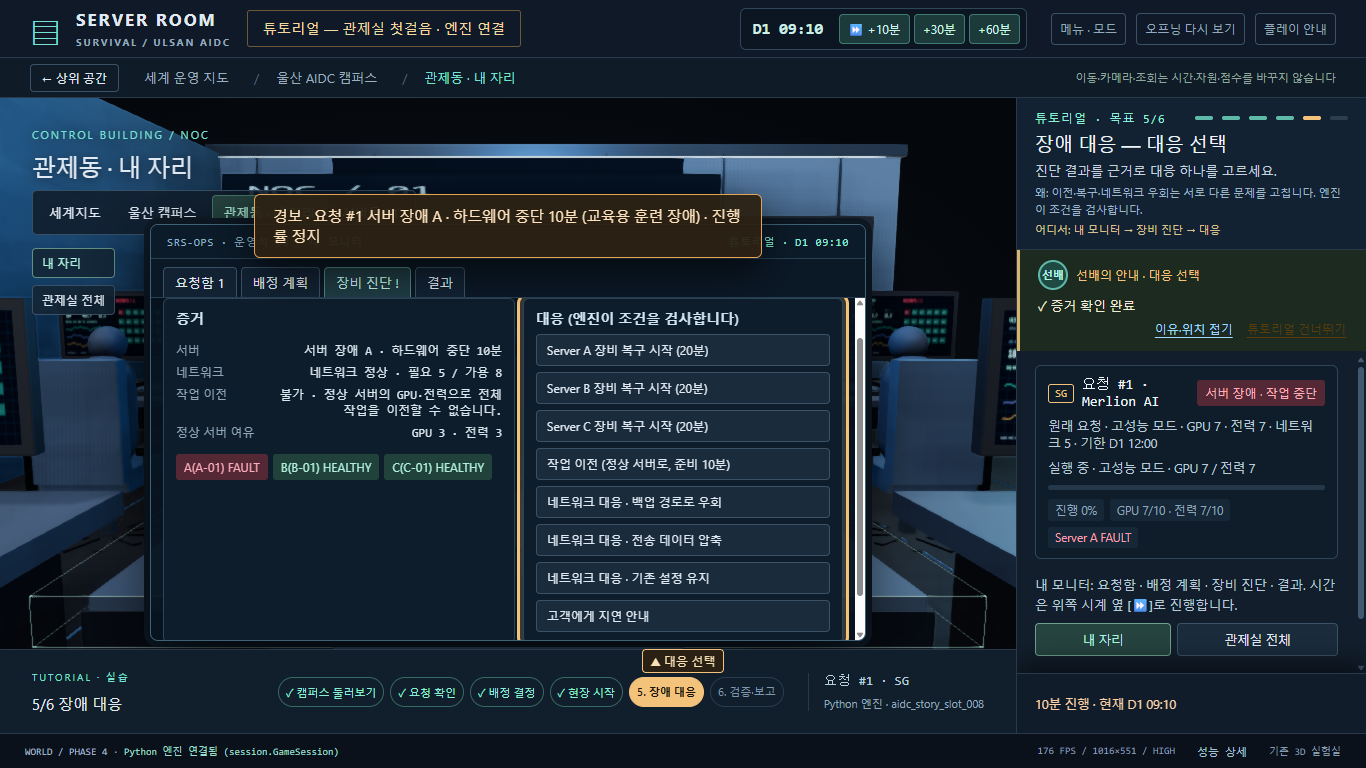 SERVER ROOM
SURVIVAL / ULSAN AIDC
튜토리얼 — 관제실 첫걸음 · 엔진 연결
D1 09:10
⏩ +10분
+30분
+60분
메뉴 · 모드
오프닝 다시 보기
플레이 안내
← 상위 공간
세계 운영 지도 / 울산 AIDC 캠퍼스 / 관제동 · 내 자리
이동·카메라·조회는 시간·자원·점수를 바꾸지 않습니다
CONTROL BUILDING / NOC
관제동 · 내 자리
세계지도
울산 캠퍼스
내 자리
관제실 전체
경보 · 요청 #1 서버 장애 A · 하드웨어 중단 10분 (교육용 훈련 장애) · 진행
률 정지
SRS-OPS · 운영
· D1 09:10
요청함 1
배정 계획
장비 진단 !
결과
증거
서버
서버 장애 A · 하드웨어 중단 10분
네트워크
네트워크 정상 · 필요 5 / 가용 8
작업 이전
불가 · 정상 서버의 GPU·전력으로 전체
작업을 이전할 수 없습니다.
정상 서버 여유
GPU 3 · 전력 3
A(A-01) FAULT
B(B-01) HEALTHY
C(C-01) HEALTHY
대응 (엔진이 조건을 검사합니다)
Server A 장비 복구 시작 (20분)
Server B 장비 복구 시작 (20분)
Server C 장비 복구 시작 (20분)
작업 이전 (정상 서버로, 준비 10분)
네트워크 대응 · 백업 경로로 우회
네트워크 대응 · 전송 데이터 압축
네트워크 대응 · 기존 설정 유지
고객에게 지연 안내
튜토리얼 · 목표 5/6
장애 대응 — 대응 선택
진단 결과를 근거로 대응 하나를 고르세요.
왜: 이전·복구·네트워크 우회는 서로 다른 문제를 고칩니다. 엔진
이 조건을 검사합니다.
어디서: 내 모니터 → 장비 진단 → 대응
선배
선배의 안내 · 대응 선택
✓ 증거 확인 완료
이유·위치 접기
튜토리얼 건너뛰기
SG
요청 #1 ·
Merlion AI
서버 장애 · 작업 중단
원래 요청 · 고성능 모드 · GPU 7 · 전력 7 · 네트워
크 5 · 기한 D1 12:00
실행 중 · 고성능 모드 · GPU 7 / 전력 7
진행 0%
GPU 7/10 · 전력 7/10
Server A FAULT
내 모니터: 요청함 · 배정 계획 · 장비 진단 · 결과. 시간
은 위쪽 시계 옆 [⏩]로 진행합니다.
내 자리
관제실 전체
10분 진행 · 현재 D1 09:10
▲ 대응 선택
TUTORIAL · 실습
5/6 장애 대응
✓ 캠퍼스 둘러보기
✓ 요청 확인
✓ 배정 결정
✓ 현장 시작
5. 장애 대응
6. 검증·보고
요청 #1 · SG
Python 엔진 · aidc_story_slot_008
WORLD / PHASE 4 · Python 엔진 연결됨 (session.GameSession)
176 FPS / 1016×551 / HIGH
성능 상세
기존 3D 실험실